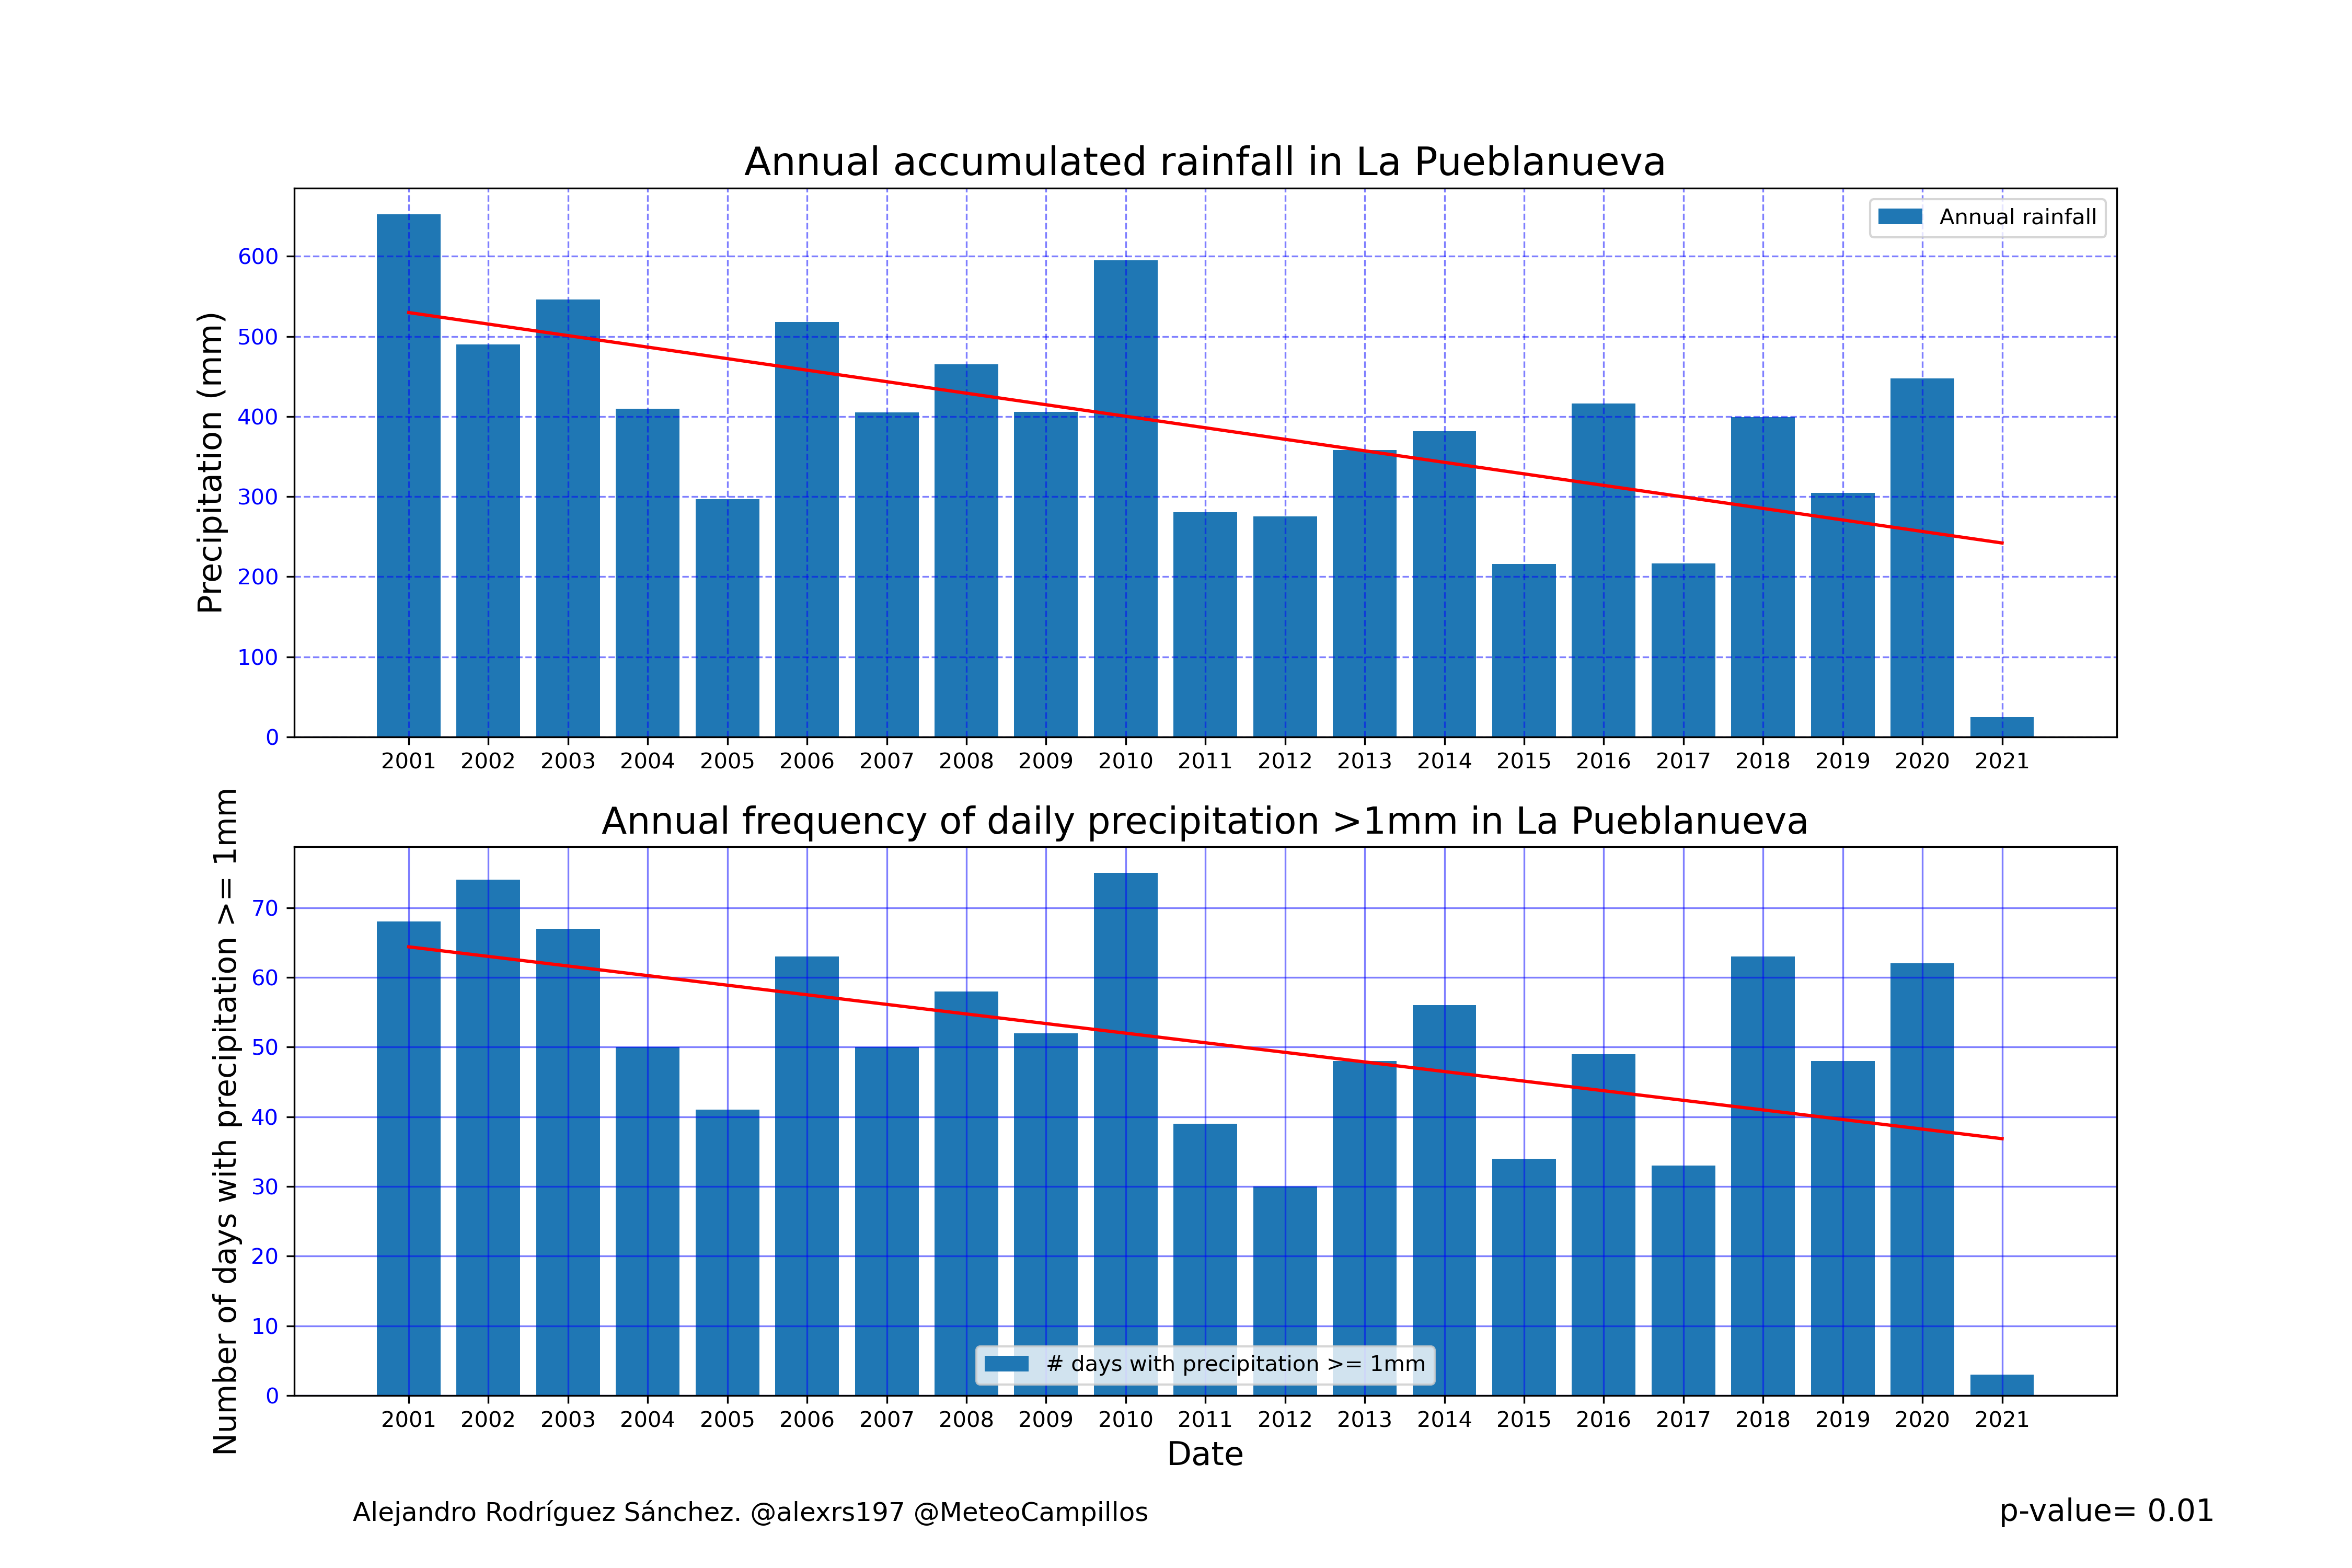 Annual accumulated rainfall in La Pueblanueva
Annual rainfall
Precipitation (mm)
600
500
400
300
200
100
0
2001 2002 2003 2004 2005 2006 2007 2008 2009 2010 2011 2012 2013 2014 2015 2016 2017 2018 2019 2020 2021
Annual frequency of daily precipitation >1mm in La Pueblanueva
Number of days with precipitation >= 1mm
70
60
50
40
30
20
10
0
# days with precipitation >= 1mm
2001 2002 2003 2004 2005 2006 2007 2008 2009 2010 2011 2012 2013 2014 2015 2016 2017 2018 2019 2020 2021
Date
Alejandro Rodríguez Sánchez. @alexrs197 @MeteoCampillos
p-value= 0.01